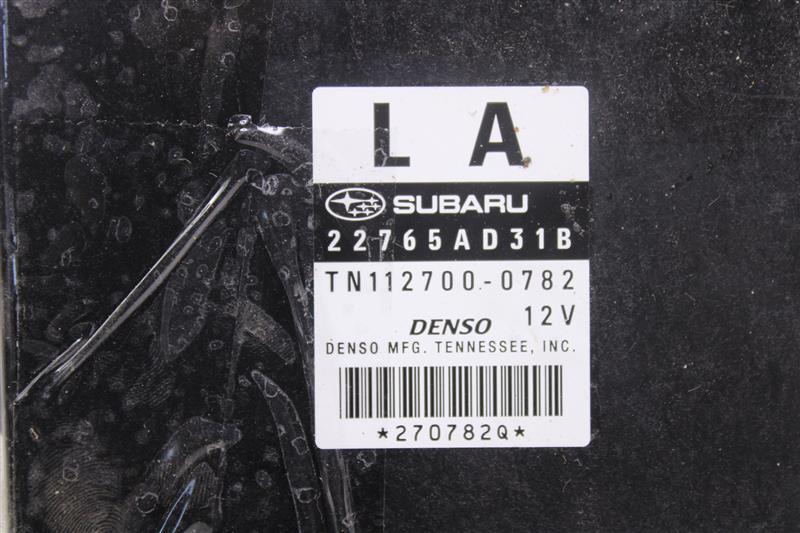 L A
SUBARU
22765AD31B
TN112700-0782
DENSO 12V
DENSO MFG. TENNESSEE, INC.
*270782Q*